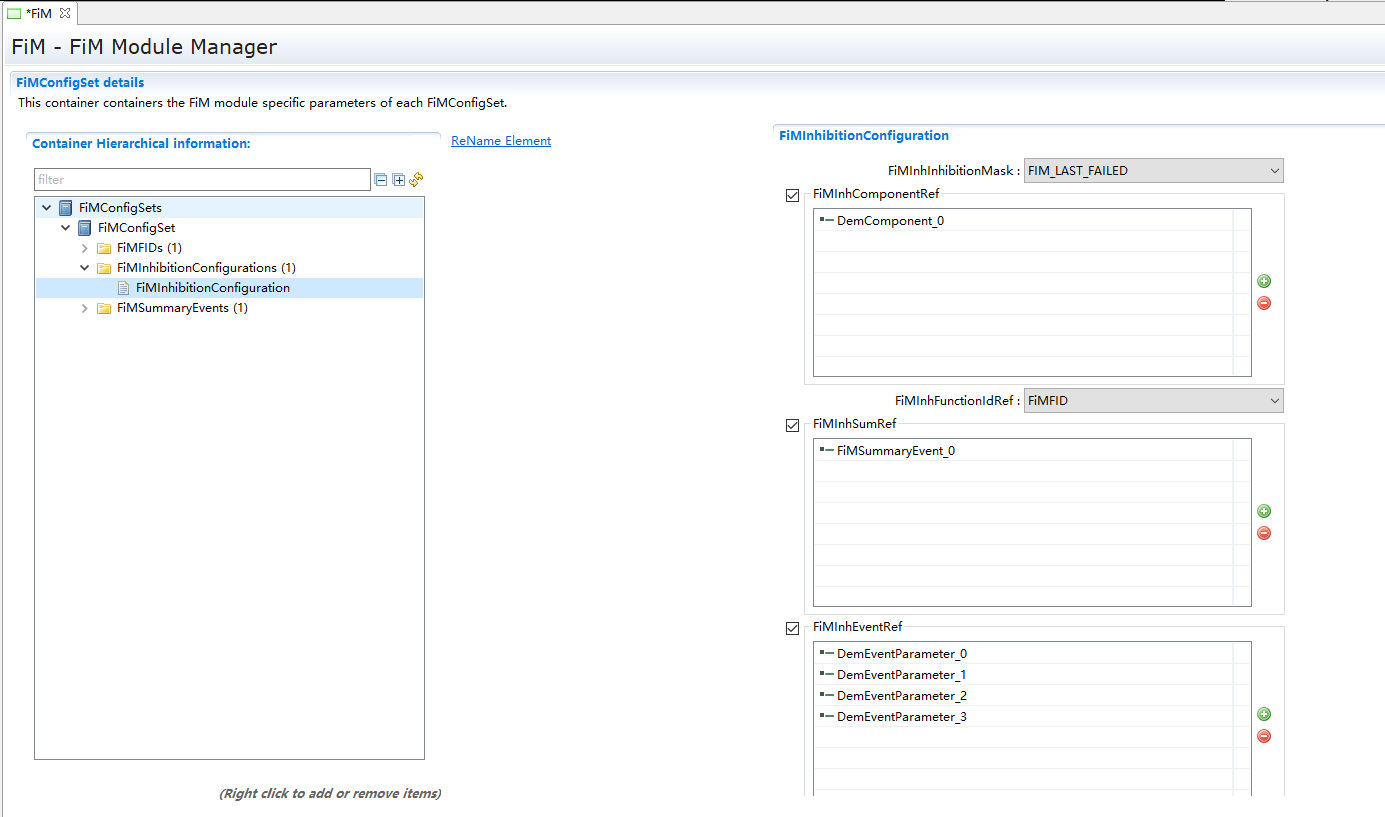 *FiM
FiM - FiM Module Manager
FiMConfigSet details
This container containers the FiM module specific parameters of each FiMConfigSet.
Container Hierarchical information:
ReName Element
filter
FiMConfigSets
FiMConfigSet
FiMFIDs (1)
FiMInhibitionConfigurations (1)
FiMInhibitionConfiguration
FiMSummaryEvents (1)
(Right click to add or remove items)
FiMInhibitionConfiguration
FiMInhInhibitionMask : FIM_LAST_FAILED
FiMInhComponentRef
DemComponent_0
FiMInhFunctionIdRef : FiMFID
FiMInhSumRef
FiMSummaryEvent_0
FiMInhEventRef
DemEventParameter_0
DemEventParameter_1
DemEventParameter_2
DemEventParameter_3